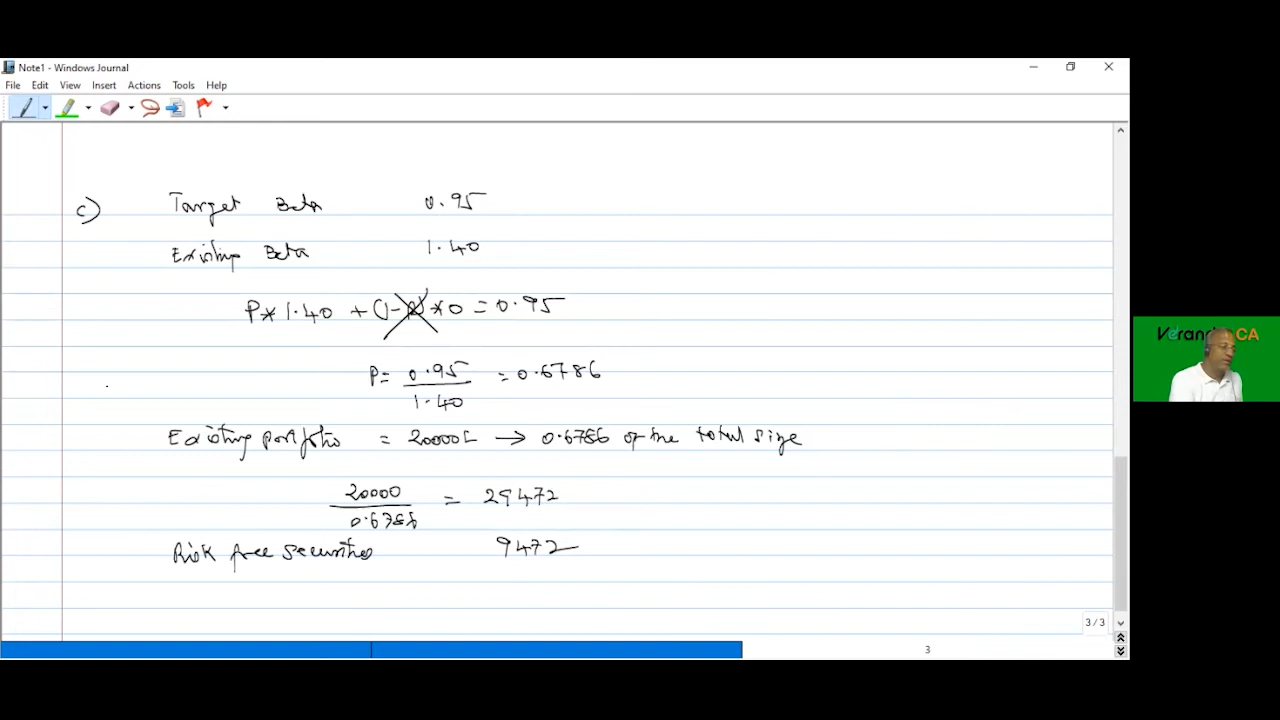 Note1 - Windows Journal
File Edit View Insert Actions Tools Help
c) Target Beta 0.95
Existing Beta 1.40
P* 1.40 + (1-P)*0 = 0.95
P= 0.95 = 0.6786
1.40
Existing portfolio = 20000L → 0.6786 of the total size
20000 = 29472
0.6786
Risk free securities 9472
3 / 3
3
Veranda CA